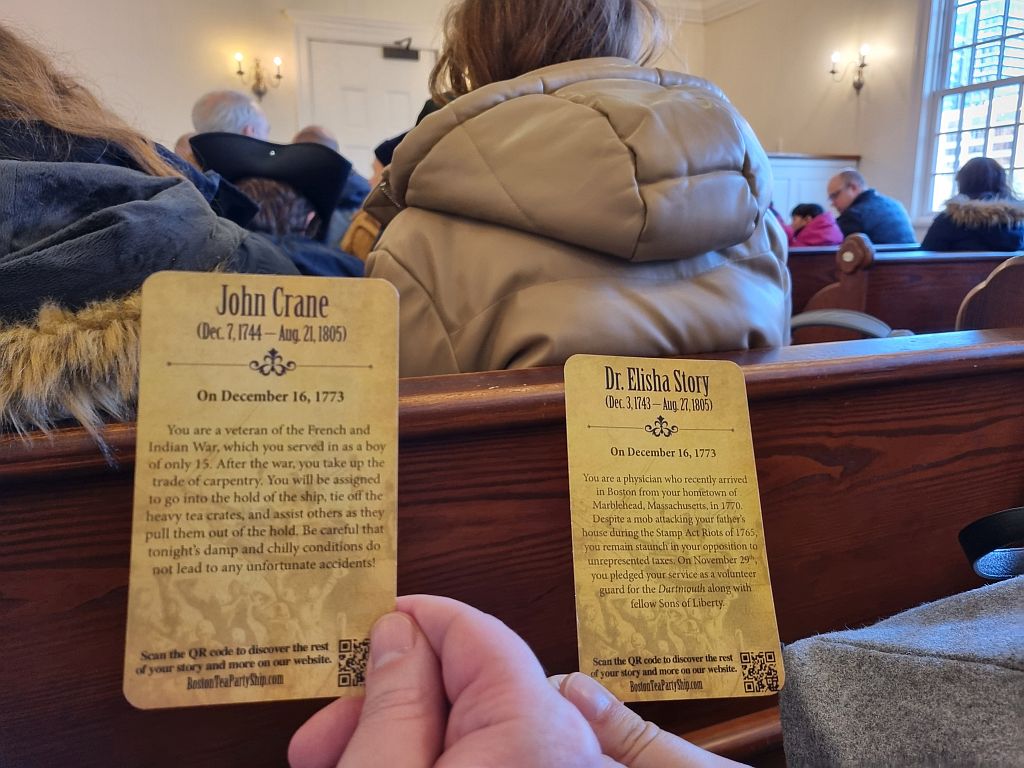 John Crane
(Dec. 7, 1744 — Aug. 21, 1805)
On December 16, 1773
You are a veteran of the French and
Indian War, which you served in as a boy
of only 15. After the war, you take up the
trade of carpentry. You will be assigned
to go into the hold of the ship, tie off the
heavy tea crates, and assist others as they
pull them out of the hold. Be careful that
tonight's damp and chilly conditions do
not lead to any unfortunate accidents!
Scan the QR code to discover the rest
of your story and more on our website.
BostonTeaPartyShip.com
Dr. Elisha Story
(Dec. 3, 1743 — Aug. 27, 1805)
On December 16, 1773
You are a physician who recently arrived
in Boston from your hometown of
Marblehead, Massachusetts, in 1770.
Despite a mob attacking your father's
house during the Stamp Act Riots of 1765,
you remain staunch in your opposition to
unrepresented taxes. On November 29th,
you pledged your service as a volunteer
guard for the Dartmouth along with
fellow Sons of Liberty.
Scan the QR code to discover the rest
of your story and more on our website.
BostonTeaPartyShip.com